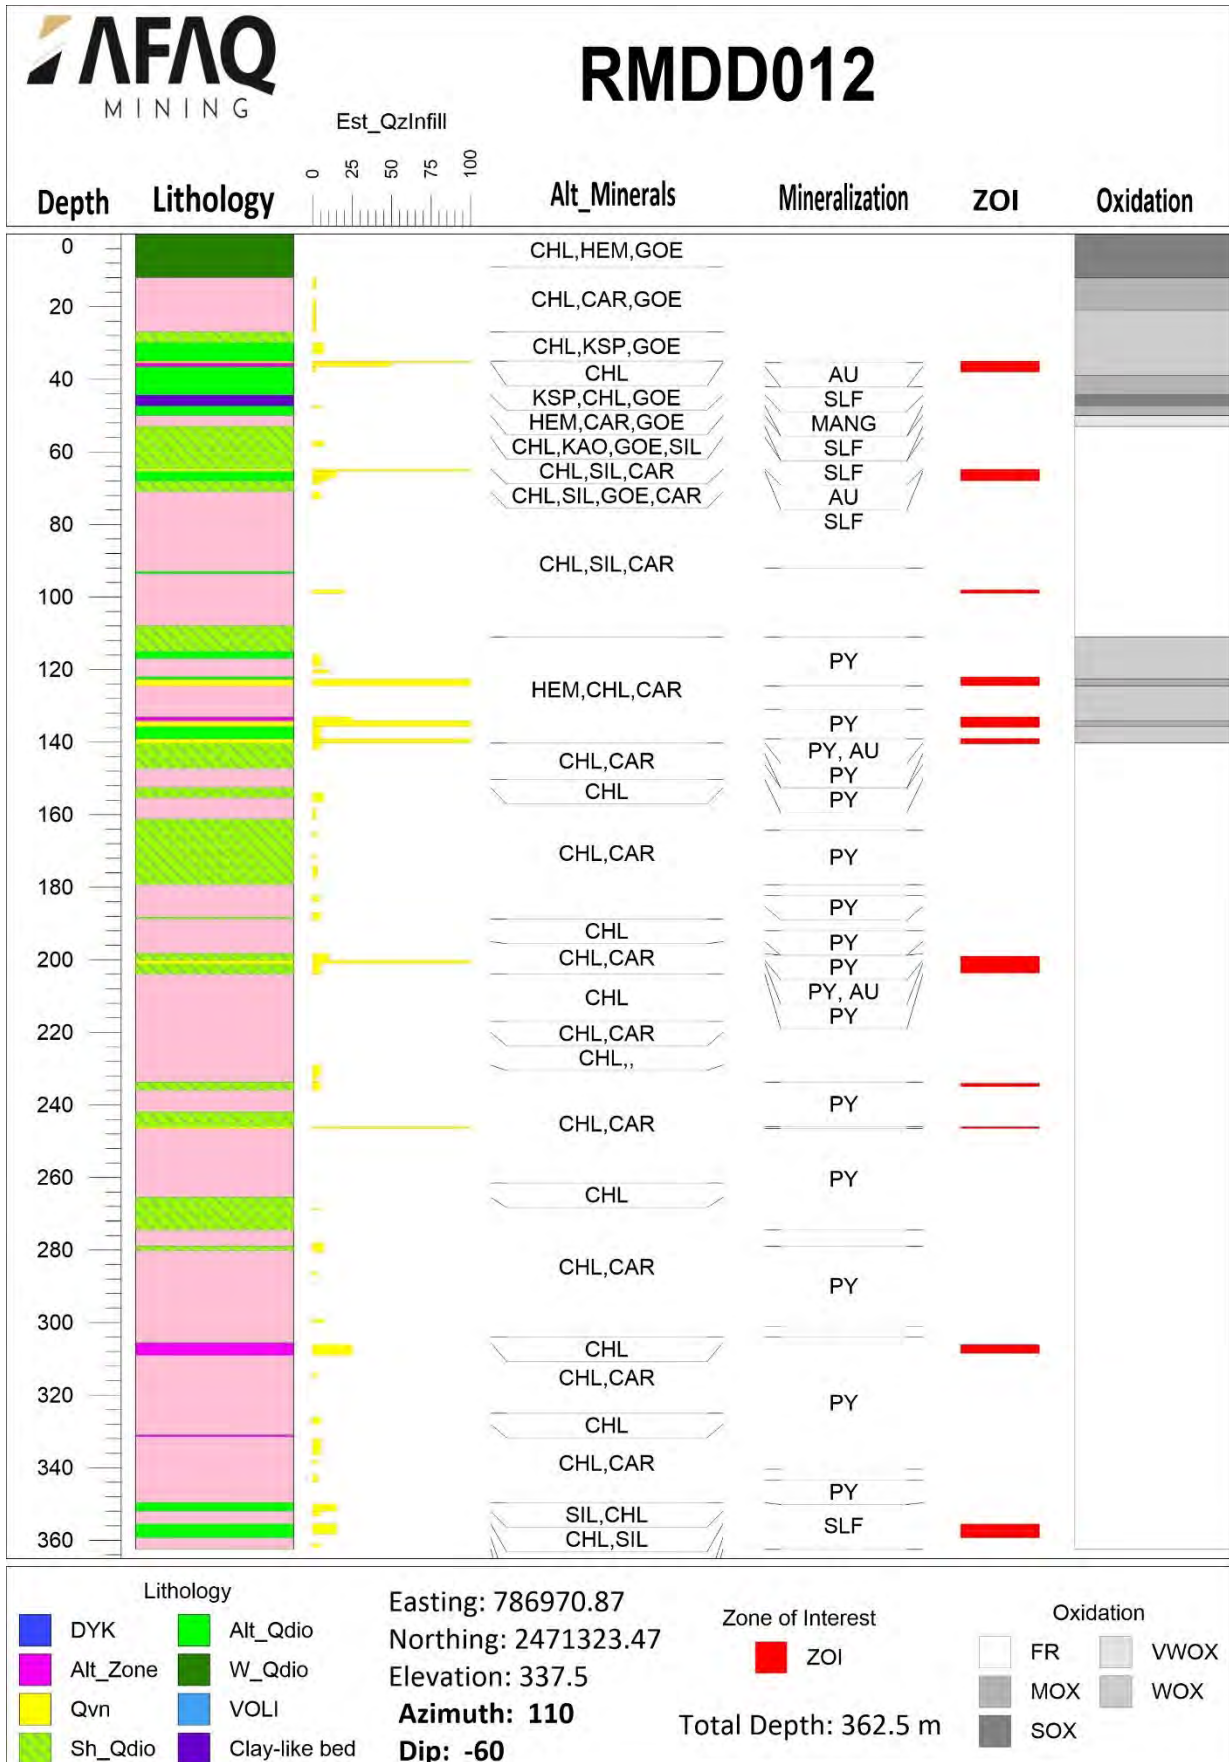 AFAQ
MINING
RMDD012
Est_QzInfill
0 25 50 75 100
Depth Lithology Alt_Minerals Mineralization ZOI Oxidation
0
20
40
60
80
100
120
140
160
180
200
220
240
260
280
300
320
340
360
CHL,HEM,GOE
CHL,CAR,GOE
CHL,KSP,GOE
CHL
KSP,CHL,GOE
HEM,CAR,GOE
CHL,KAO,GOE,SIL
CHL,SIL,CAR
CHL,SIL,GOE,CAR
CHL,SIL,CAR
HEM,CHL,CAR
CHL,CAR
CHL
CHL,CAR
CHL
CHL,CAR
CHL
CHL,CAR
CHL,,
CHL,CAR
CHL
CHL,CAR
CHL
CHL,CAR
CHL
CHL,CAR
SIL,CHL
CHL,SIL
AU
SLF
MANG
SLF
SLF
AU
SLF
PY
PY
PY, AU
PY
PY
PY
PY
PY
PY
PY, AU
PY
PY
PY
PY
PY
PY
SLF
Lithology
DYK
Alt_Zone
Qvn
Sh_Qdio
Alt_Qdio
W_Qdio
VOLI
Clay-like bed
Easting: 786970.87
Northing: 2471323.47
Elevation: 337.5
Azimuth: 110
Dip: -60
Zone of Interest
ZOI
Total Depth: 362.5 m
Oxidation
FR
MOX
SOX
VWOX
WOX